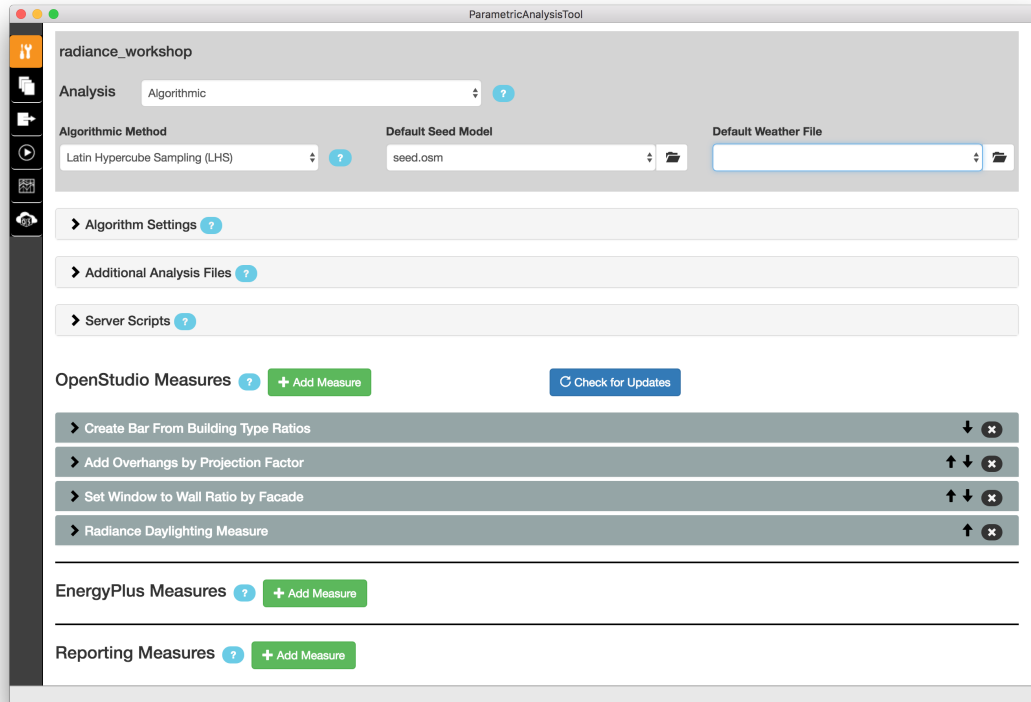 ParametricAnalysisTool
radiance_workshop
Analysis Algorithmic ?
Algorithmic Method Default Seed Model Default Weather File
Latin Hypercube Sampling (LHS) ? seed.osm
Algorithm Settings ?
Additional Analysis Files ?
Server Scripts ?
OpenStudio Measures ? + Add Measure Check for Updates
Create Bar From Building Type Ratios
Add Overhangs by Projection Factor
Set Window to Wall Ratio by Facade
Radiance Daylighting Measure
EnergyPlus Measures ? + Add Measure
Reporting Measures ? + Add Measure